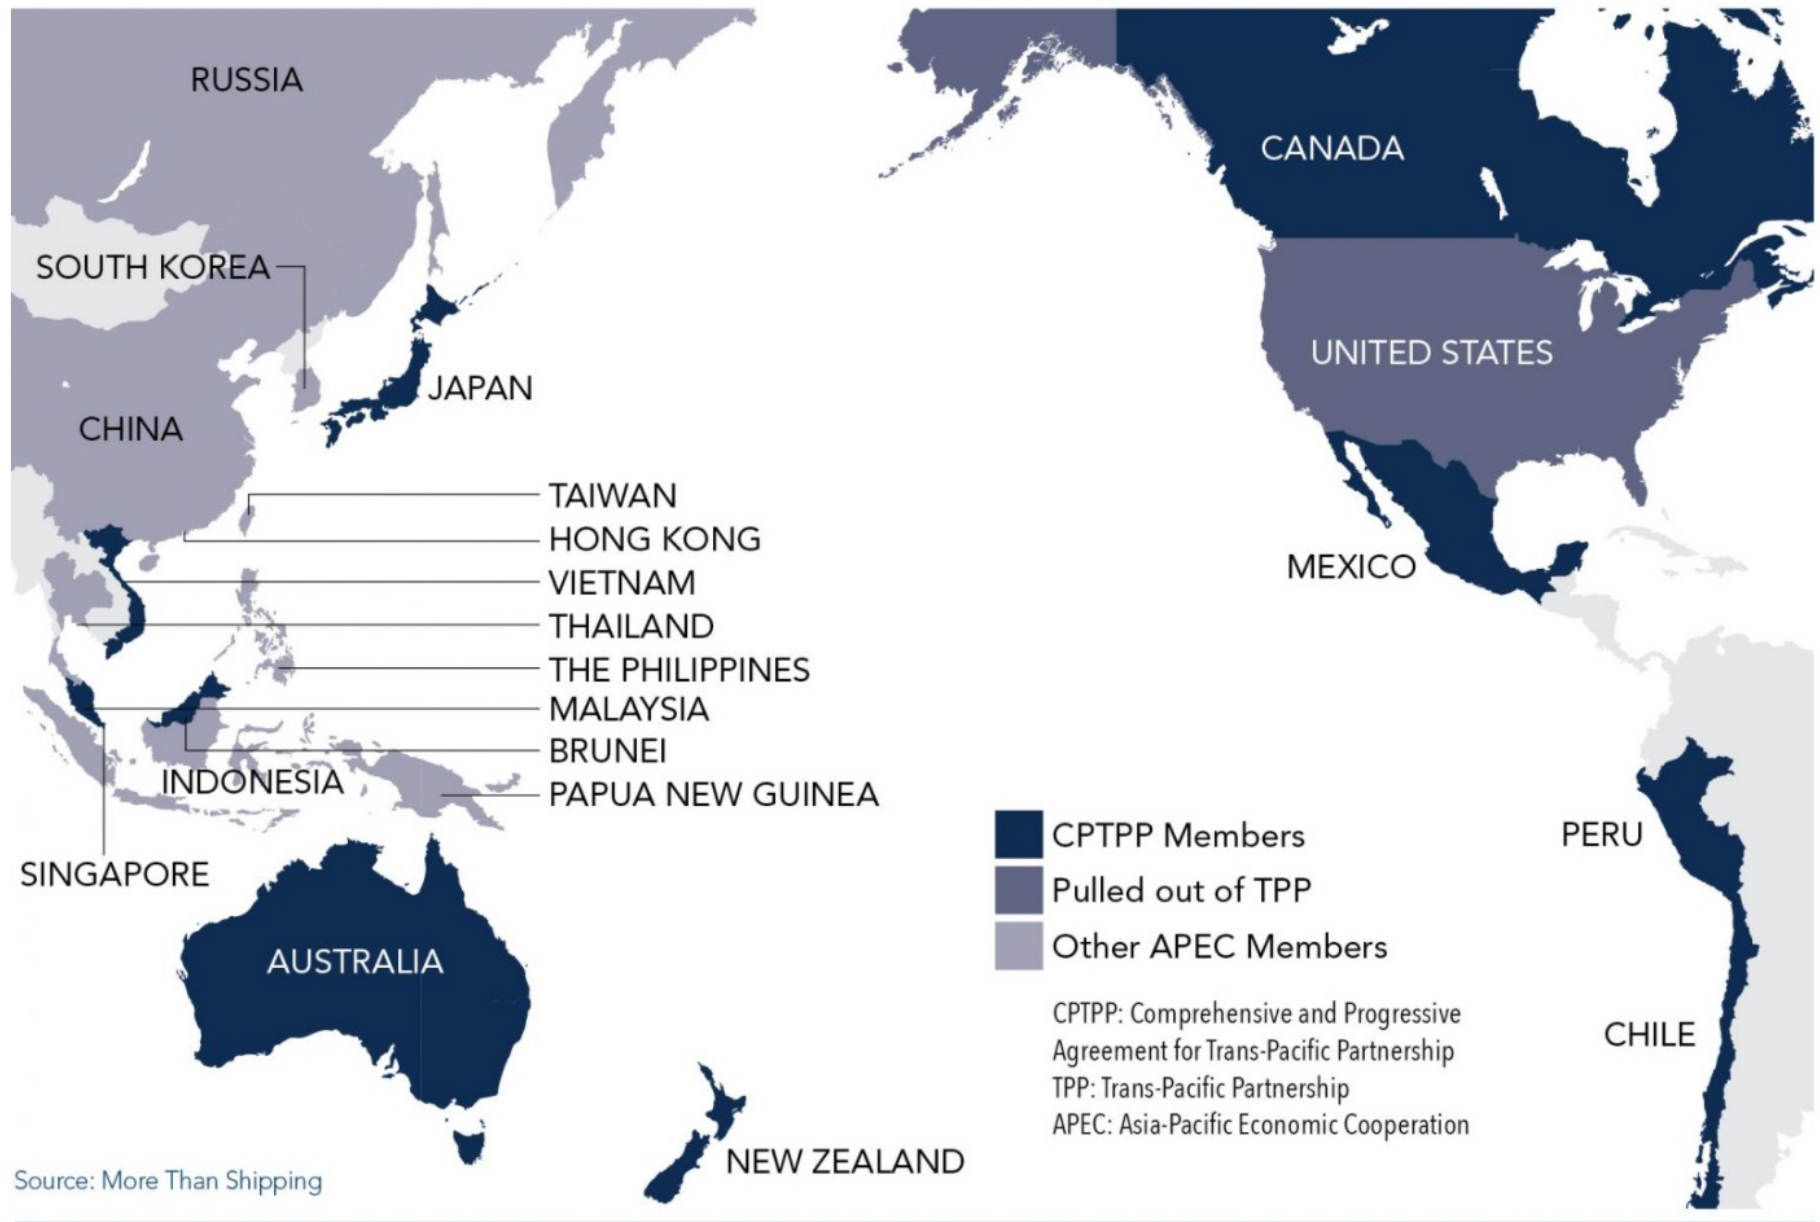 RUSSIA
CANADA
SOUTH KOREA
UNITED STATES
JAPAN
CHINA
TAIWAN
HONG KONG
VIETNAM
MEXICO
THAILAND
THE PHILIPPINES
MALAYSIA
BRUNEI
INDONESIA
PAPUA NEW GUINEA
SINGAPORE
PERU
AUSTRALIA
CHILE
NEW ZEALAND
CPTPP Members
Pulled out of TPP
Other APEC Members
CPTPP: Comprehensive and Progressive
Agreement for Trans-Pacific Partnership
TPP: Trans-Pacific Partnership
APEC: Asia-Pacific Economic Cooperation
Source: More Than Shipping